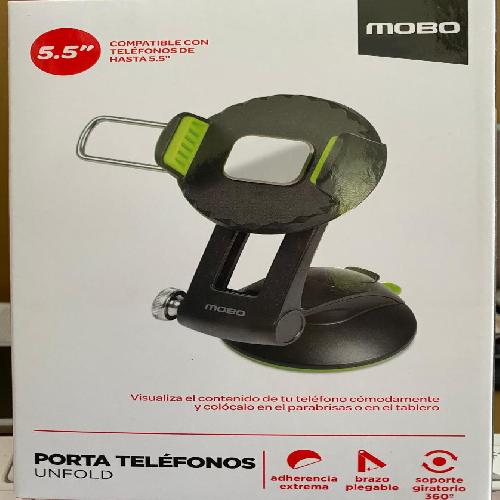 5.5"
COMPATIBLE CON
TELÉFONOS DE
HASTA 5.5"
MOBO
MOBO
Visualiza el contenido de tu teléfono cómodamente
y colócalo en el parabrisas o en el tablero
PORTA TELÉFONOS
UNFOLD
adherencia
extrema
brazo
plegable
soporte
giratorio
360°